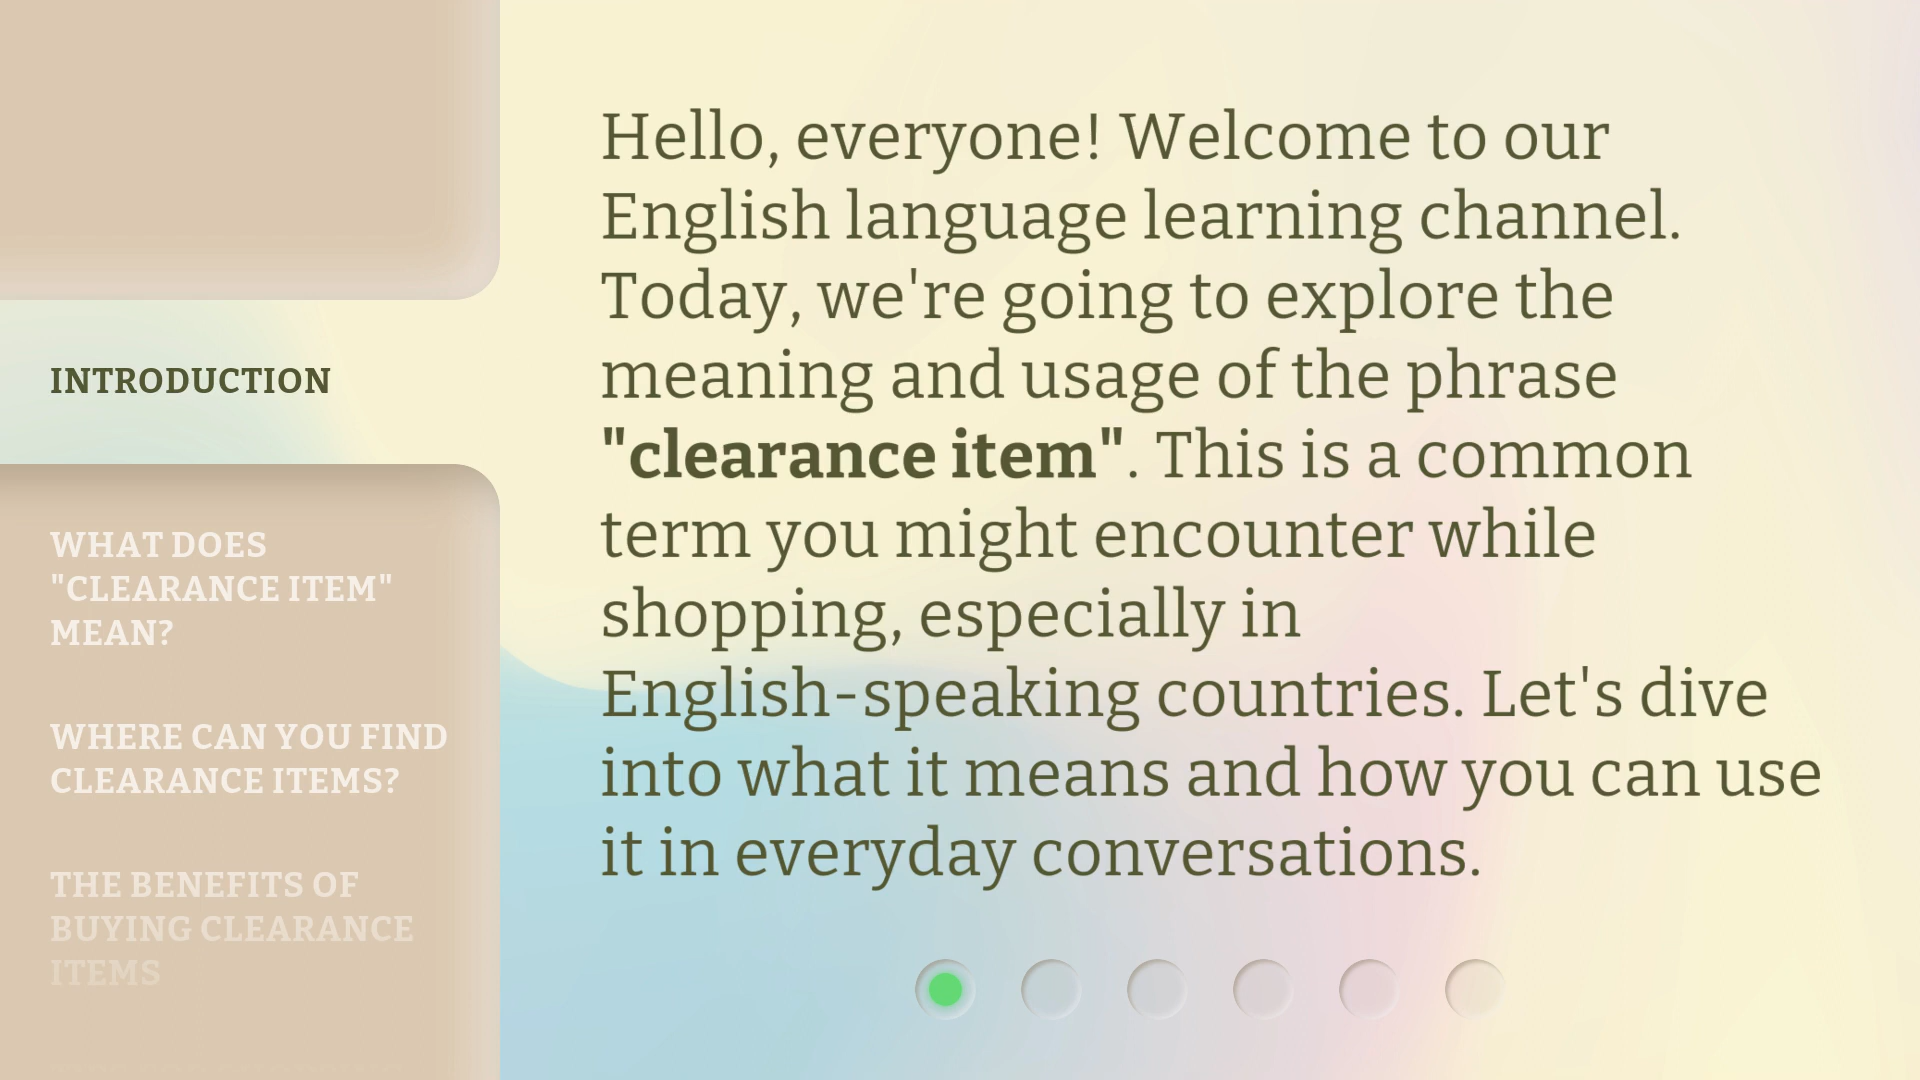 INTRODUCTION
WHAT DOES
"CLEARANCE ITEM"
MEAN?
WHERE CAN YOU FIND
CLEARANCE ITEMS?
THE BENEFITS OF
BUYING CLEARANCE
ITEMS
Hello, everyone! Welcome to our
English language learning channel.
Today, we're going to explore the
meaning and usage of the phrase
"clearance item". This is a common
term you might encounter while
shopping, especially in
English-speaking countries. Let's dive
into what it means and how you can use
it in everyday conversations.